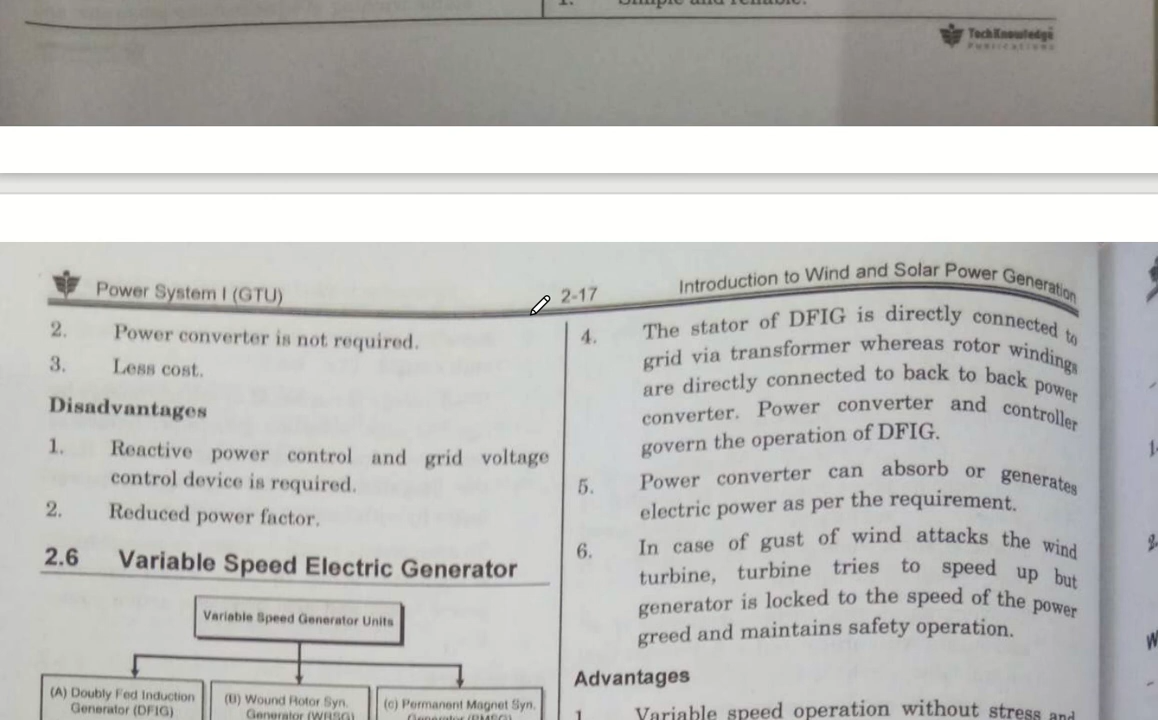 1. Simple and reliable.
TechKnowledge
Publications
Power System I (GTU)
2-17
Introduction to Wind and Solar Power Generation
2. Power converter is not required.
3. Less cost.
Disadvantages
1. Reactive power control and grid voltage
control device is required.
2. Reduced power factor.
2.6 Variable Speed Electric Generator
Variable Speed Generator Units
(A) Doubly Fed Induction
Generator (DFIG)
(B) Wound Rotor Syn.
Generator (WRSG)
(c) Permanent Magnet Syn.
Generator (PMSG)
4. The stator of DFIG is directly connected to
grid via transformer whereas rotor windings
are directly connected to back to back power
converter. Power converter and controller
govern the operation of DFIG.
5. Power converter can absorb or generates
electric power as per the requirement.
6. In case of gust of wind attacks the wind
turbine, turbine tries to speed up but
generator is locked to the speed of the power
greed and maintains safety operation.
Advantages
1. Variable speed operation without stress and